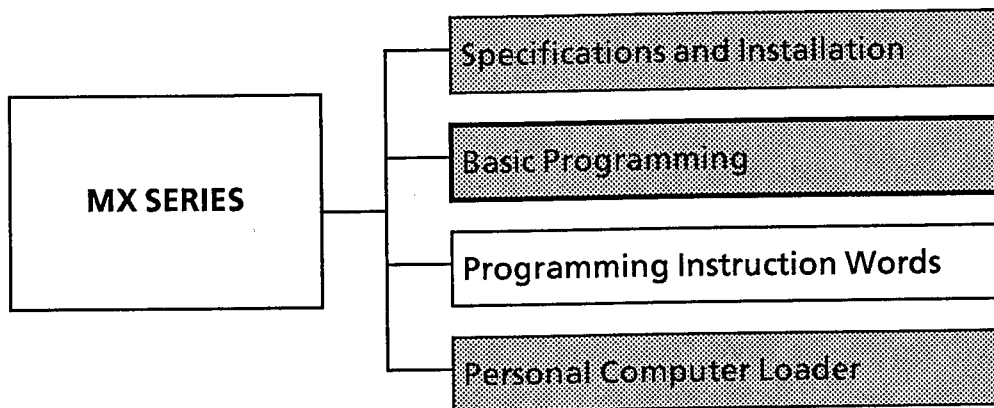 Specifications and Installation
Basic Programming
MX SERIES
Programming Instruction Words
Personal Computer Loader